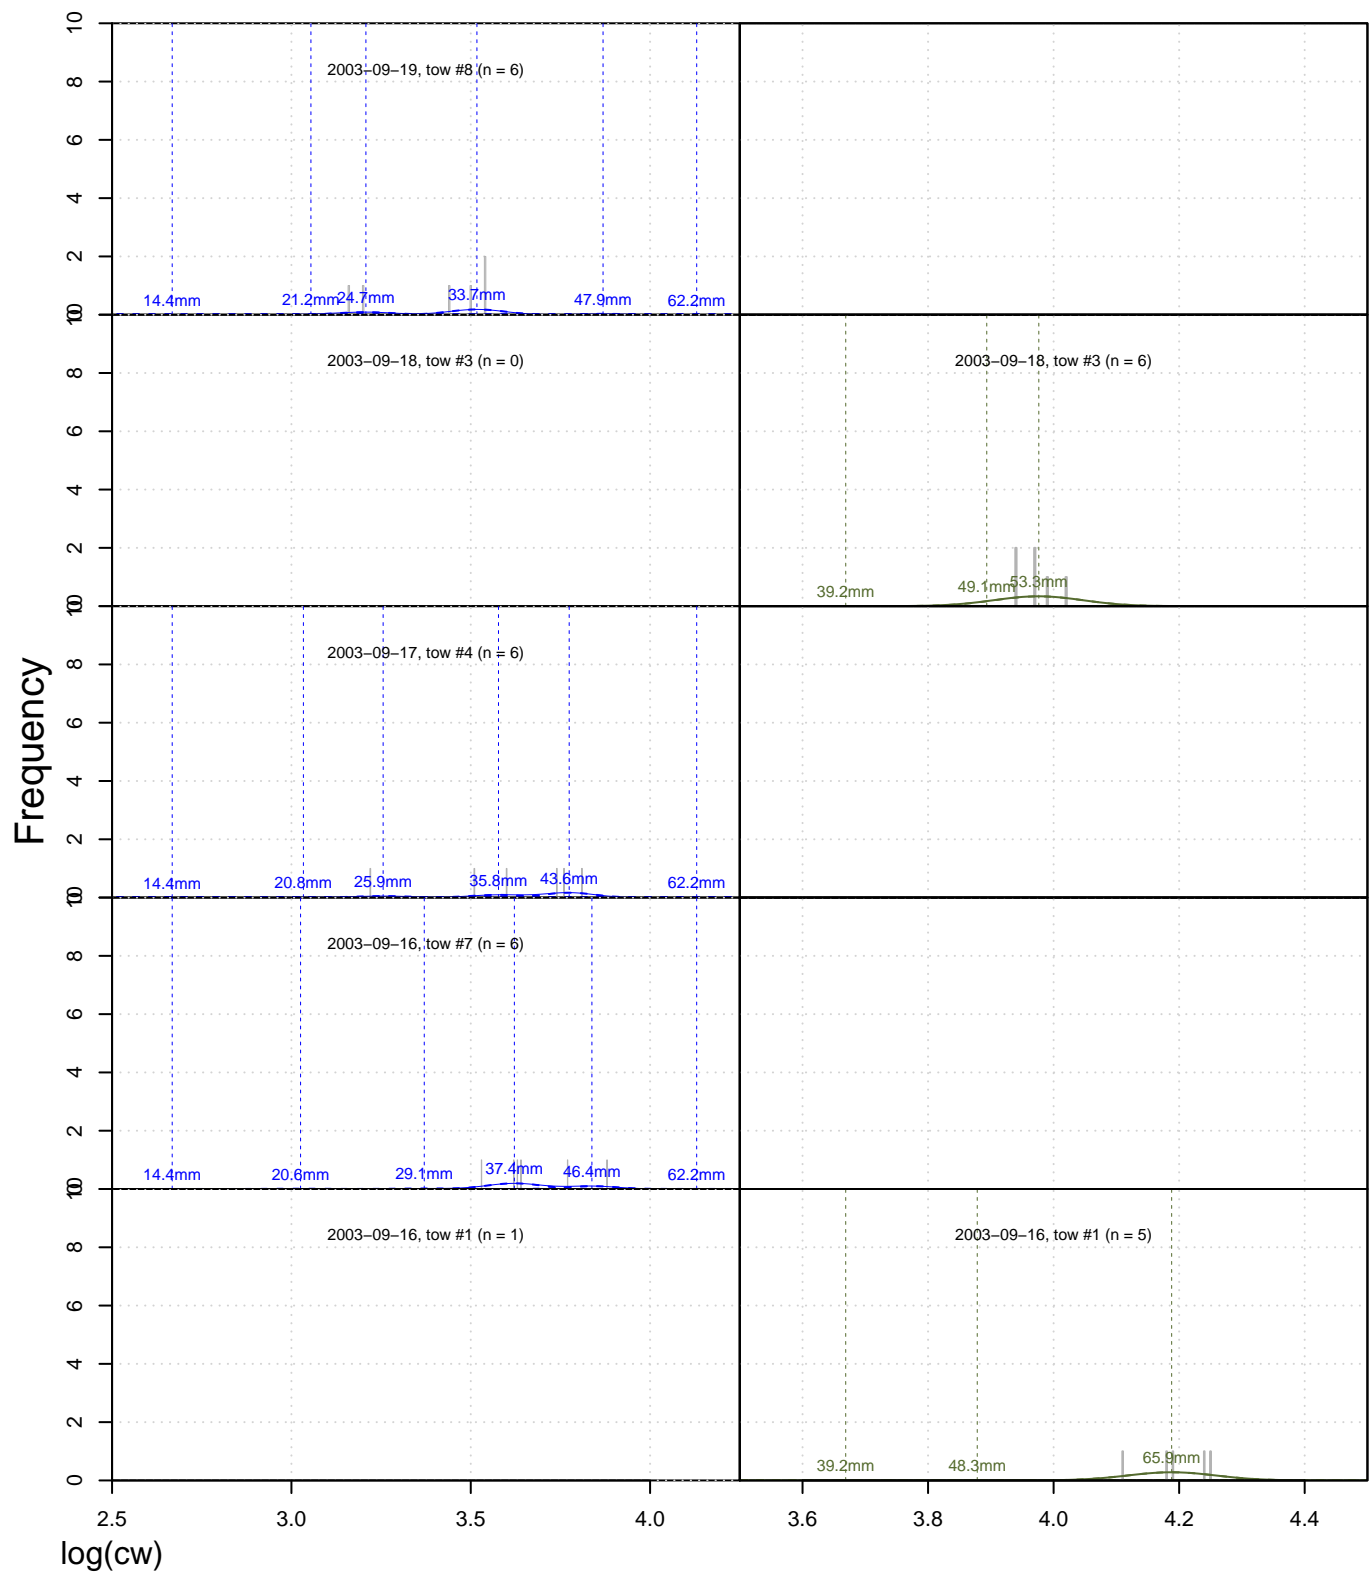 10
8
6
4
2
0
2003−09−19, tow #8 (n = 6)
14.4mm 21.2mm 24.7mm 33.7mm 47.9mm 62.2mm
10
8
6
4
2
0
2003−09−18, tow #3 (n = 0)
2003−09−18, tow #3 (n = 6)
39.2mm 49.1mm 53.3mm
10
8
6
4
2
0
2003−09−17, tow #4 (n = 6)
14.4mm 20.8mm 25.9mm 35.8mm 43.6mm 62.2mm
10
8
6
4
2
0
2003−09−16, tow #7 (n = 6)
14.4mm 20.6mm 29.1mm 37.4mm 46.4mm 62.2mm
10
8
6
4
2
0
2003−09−16, tow #1 (n = 1)
2003−09−16, tow #1 (n = 5)
39.2mm 48.3mm 65.9mm
2.5 3.0 3.5 4.0 3.6 3.8 4.0 4.2 4.4
log(cw)
Frequency